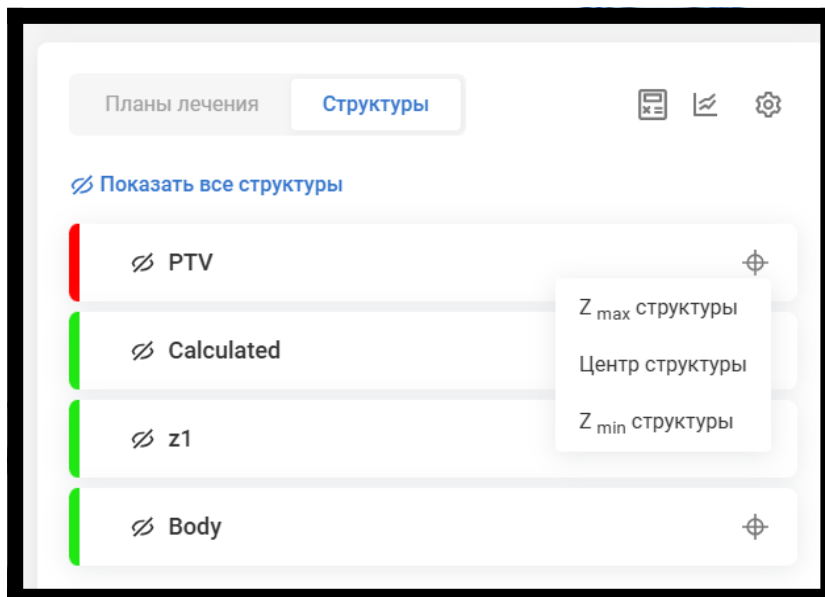 Планы лечения
Структуры
Показать все структуры
PTV
Z max структуры
Calculated
Центр структуры
z1
Z min структуры
Body